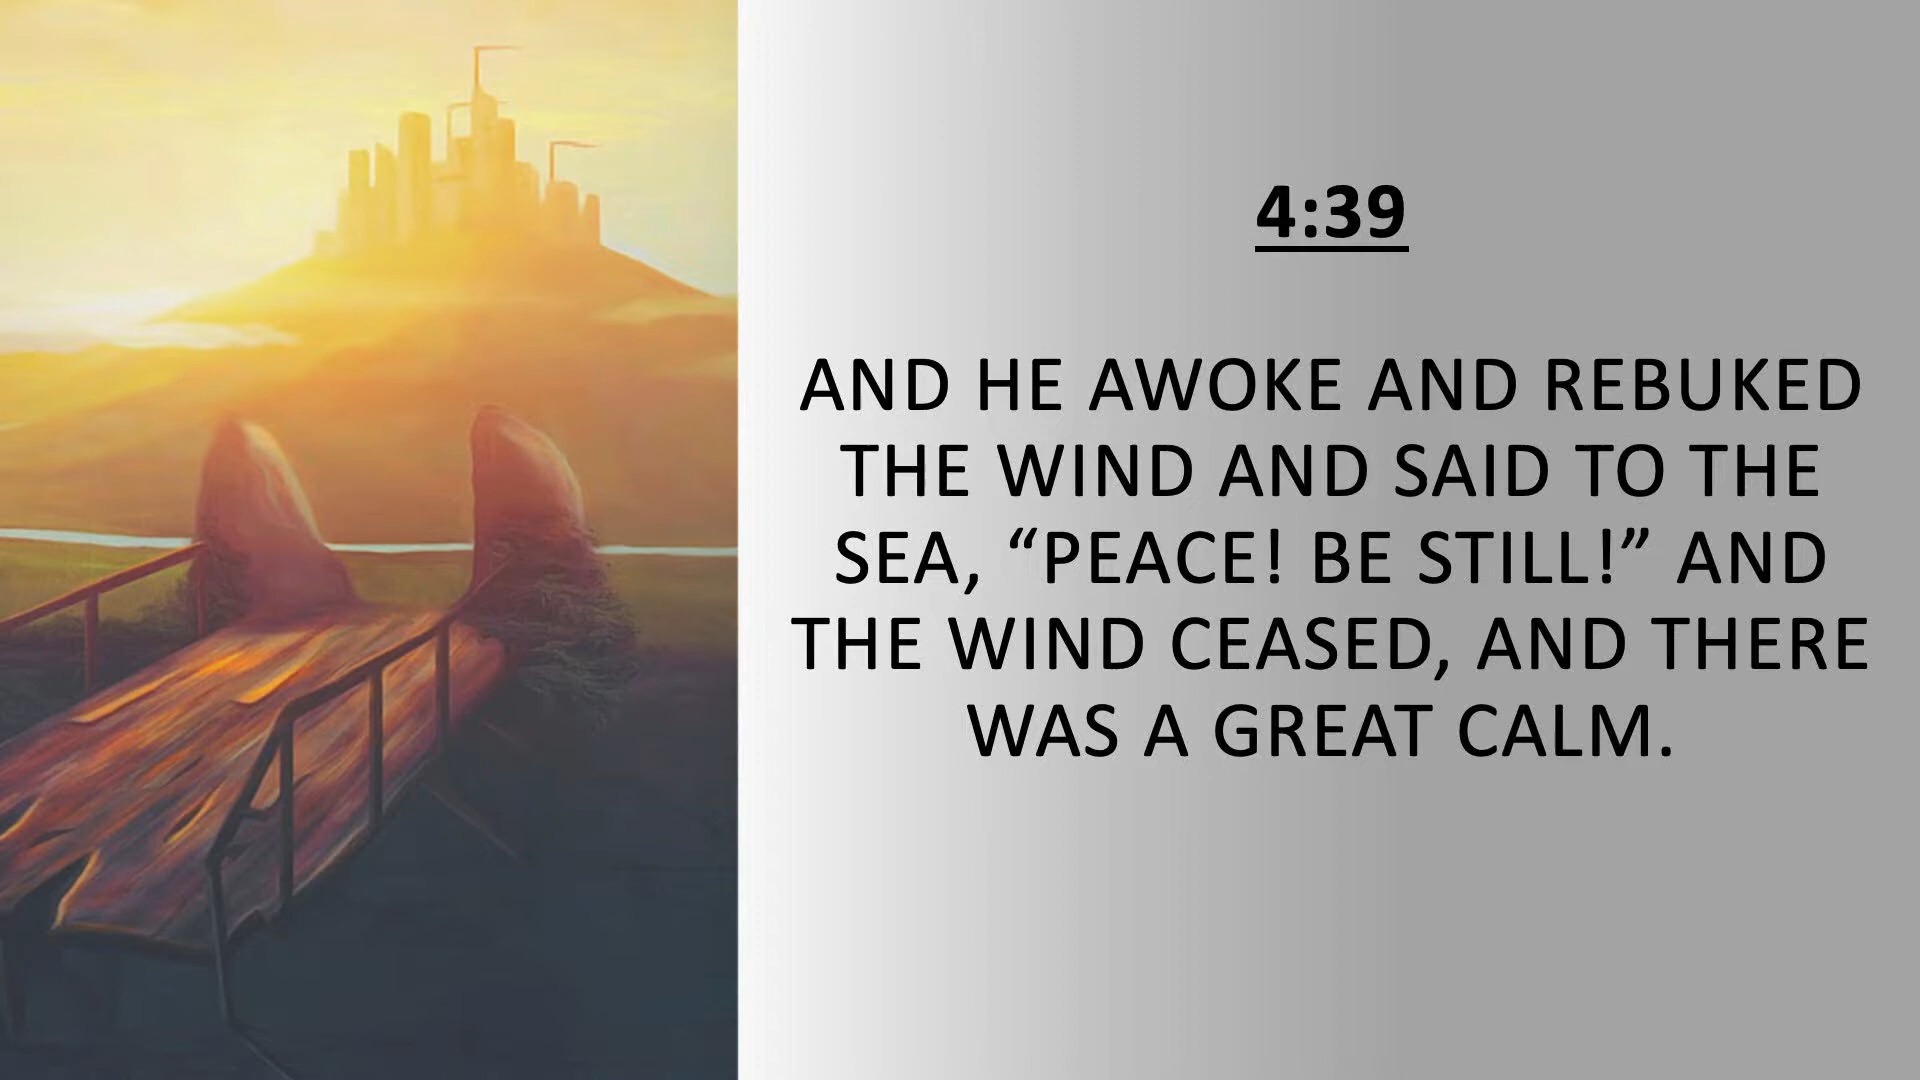 4:39
AND HE AWOKE AND REBUKED
THE WIND AND SAID TO THE
SEA, “PEACE! BE STILL!” AND
THE WIND CEASED, AND THERE
WAS A GREAT CALM.